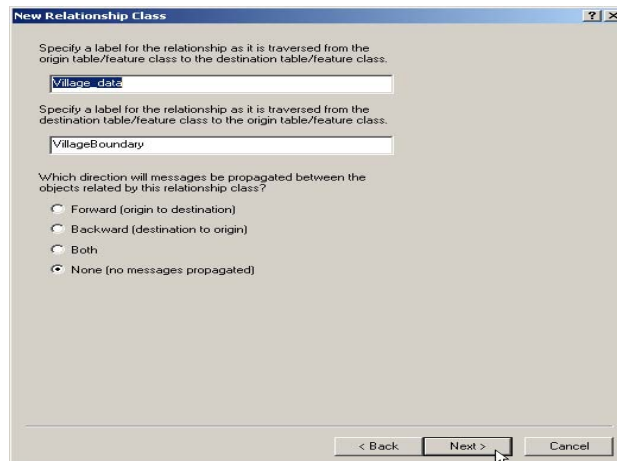 New Relationship Class
Specify a label for the relationship as it is traversed from the
origin table/feature class to the destination table/feature class.
Village_data
Specify a label for the relationship as it is traversed from the
destination table/feature class to the origin table/feature class.
VillageBoundary
Which direction will messages be propagated between the
objects related by this relationship class?
Forward (origin to destination)
Backward (destination to origin)
Both
None (no messages propagated)
< Back Next > Cancel